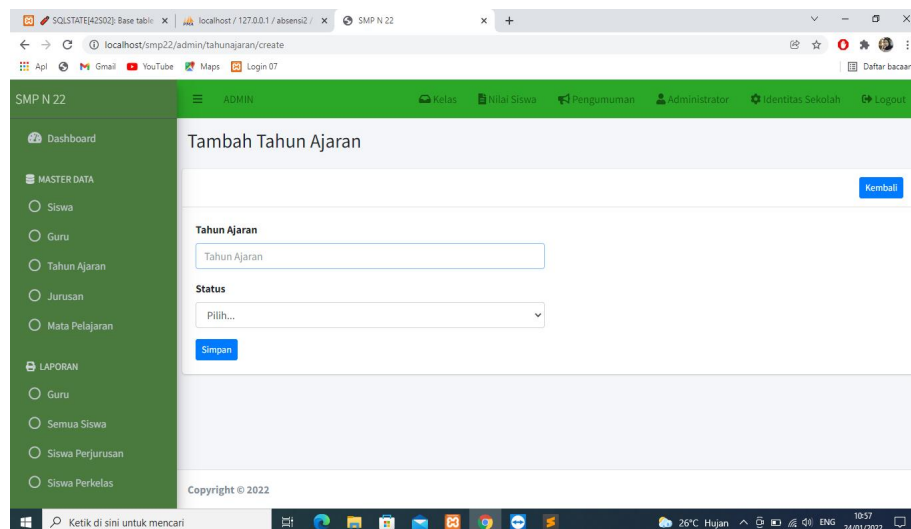 SQLSTATE[42S02]: Base table
localhost / 127.0.0.1 / absensi2 /
SMP N 22
localhost/smp22/admin/tahunajaran/create
Apl
Gmail
YouTube
Maps
Login 07
Daftar bacaan
SMP N 22
ADMIN
Kelas
Nilai Siswa
Pengumuman
Administrator
Identitas Sekolah
Logout
Dashboard
MASTER DATA
Siswa
Guru
Tahun Ajaran
Jurusan
Mata Pelajaran
LAPORAN
Guru
Semua Siswa
Siswa Perjurusan
Siswa Perkelas
Tambah Tahun Ajaran
Kembali
Tahun Ajaran
Tahun Ajaran
Status
Pilih...
Simpan
Copyright © 2022
Ketik di sini untuk mencari
26°C Hujan
ENG
10:57
24/01/2022